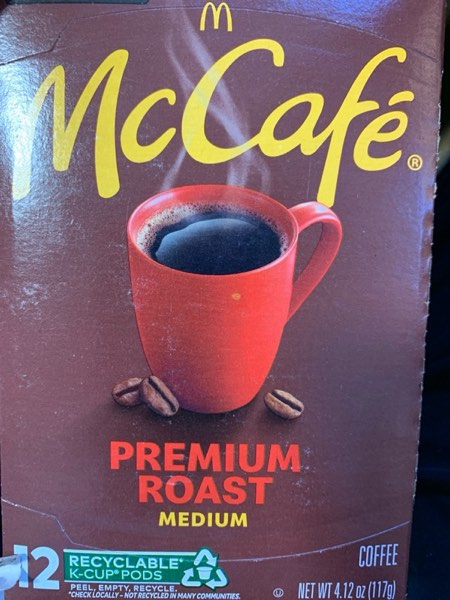 McCafé®
PREMIUM
ROAST
MEDIUM
12 RECYCLABLE*
K-CUP® PODS
PEEL, EMPTY, RECYCLE.
*CHECK LOCALLY – NOT RECYCLED IN MANY COMMUNITIES.
COFFEE
NET WT 4.12 oz (117g)